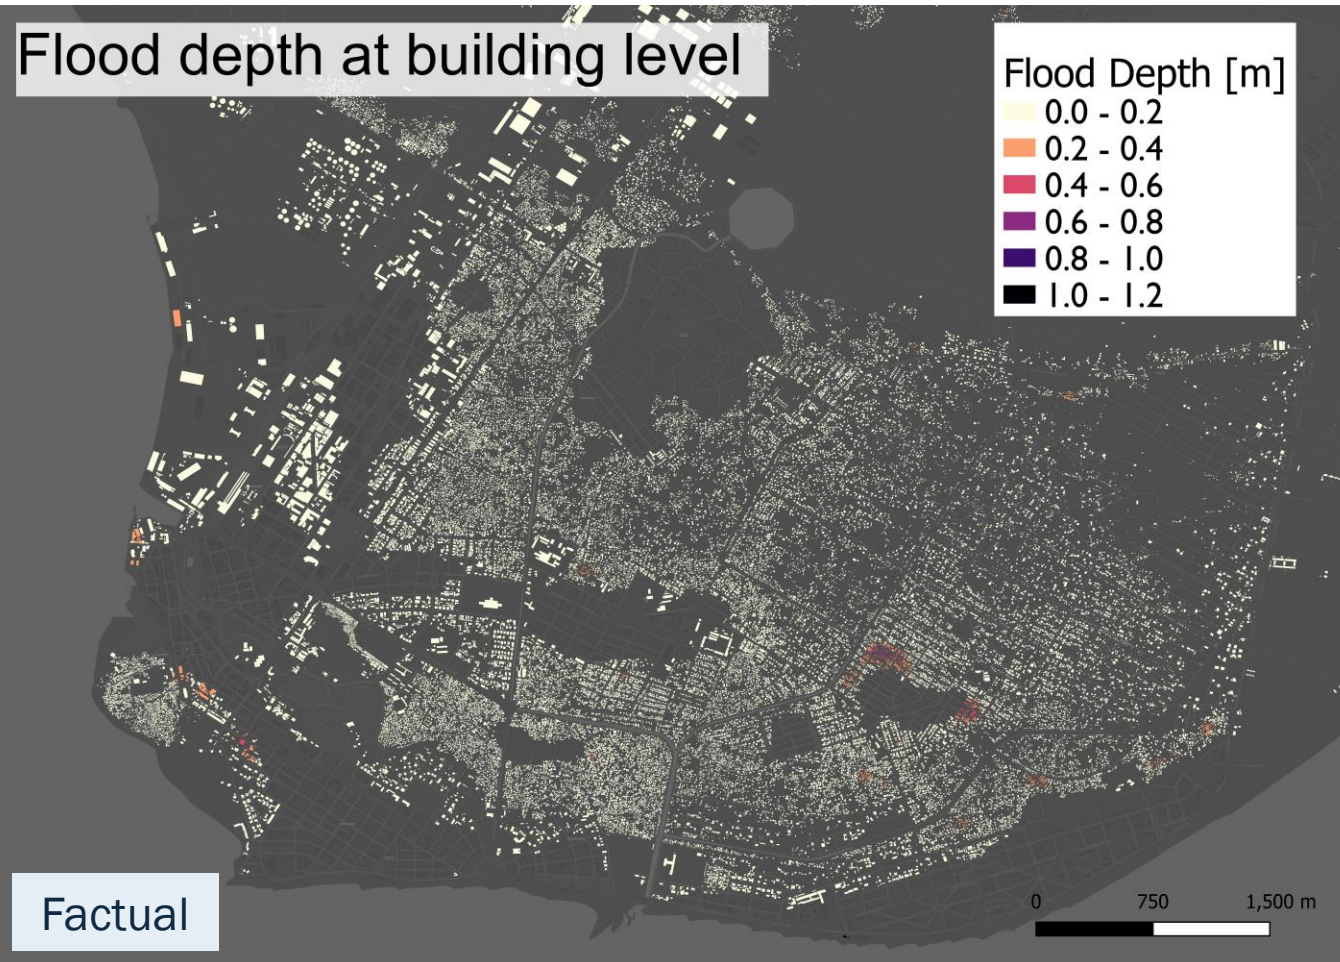 Flood depth at building level
Flood Depth [m]
0.0 - 0.2
0.2 - 0.4
0.4 - 0.6
0.6 - 0.8
0.8 - 1.0
1.0 - 1.2
Factual
0 750 1,500 m